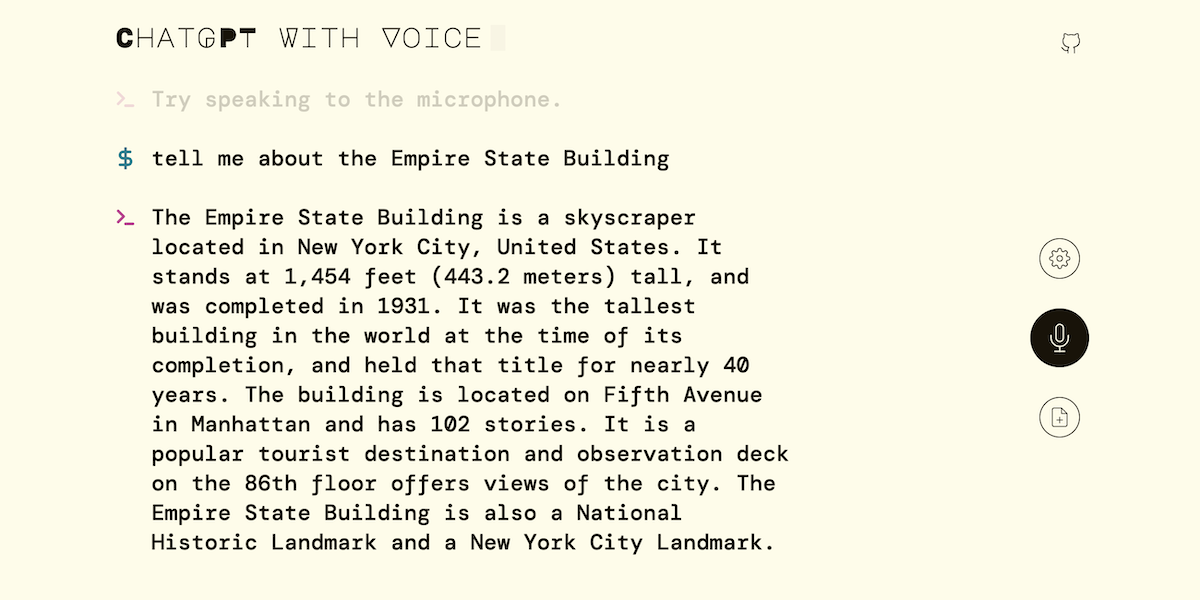 CHATGPT WITH VOICE
>_ Try speaking to the microphone.
$ tell me about the Empire State Building
>_ The Empire State Building is a skyscraper
located in New York City, United States. It
stands at 1,454 feet (443.2 meters) tall, and
was completed in 1931. It was the tallest
building in the world at the time of its
completion, and held that title for nearly 40
years. The building is located on Fifth Avenue
in Manhattan and has 102 stories. It is a
popular tourist destination and observation deck
on the 86th floor offers views of the city. The
Empire State Building is also a National
Historic Landmark and a New York City Landmark.